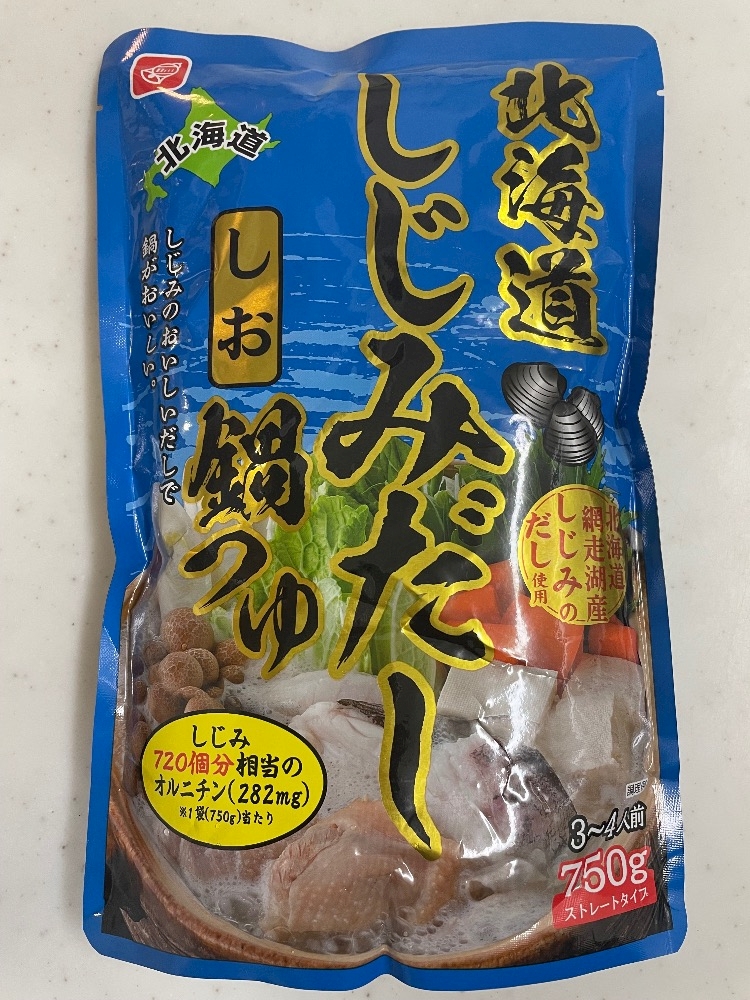 北海道
北海道
しじみだし
しお
鍋つゆ
しじみのおいしいだしで
鍋がおいしい。
北海道
網走湖産
しじみの
だし使用
しじみ
720個分相当の
オルニチン(282mg)
※1袋(750g)当たり
3〜4人前
750g
ストレートタイプ